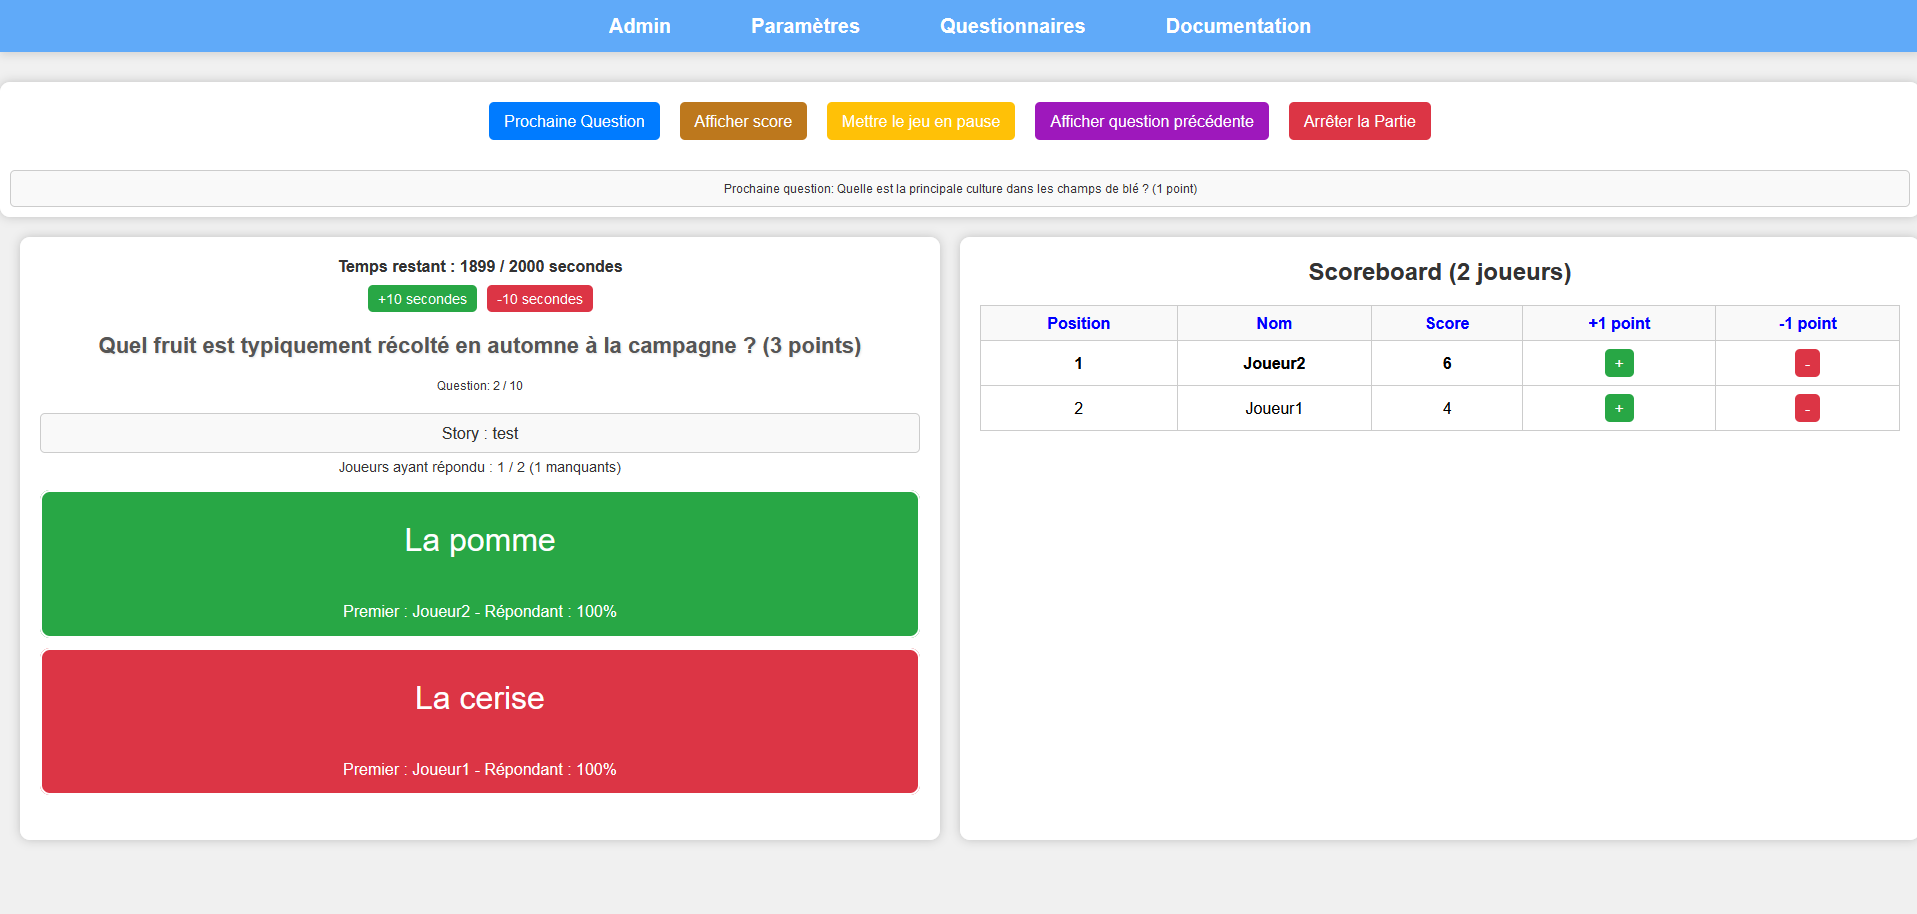 Admin Paramètres Questionnaires Documentation
Prochaine Question Afficher score Mettre le jeu en pause Afficher question précédente Arrêter la Partie
Prochaine question: Quelle est la principale culture dans les champs de blé ? (1 point)
Temps restant : 1899 / 2000 secondes
+10 secondes -10 secondes
Quel fruit est typiquement récolté en automne à la campagne ? (3 points)
Question: 2 / 10
Story : test
Joueurs ayant répondu : 1 / 2 (1 manquants)
La pomme
Premier : Joueur2 - Répondant : 100%
La cerise
Premier : Joueur1 - Répondant : 100%
Scoreboard (2 joueurs)
Position Nom Score +1 point -1 point
1 Joueur2 6 + -
2 Joueur1 4 + -